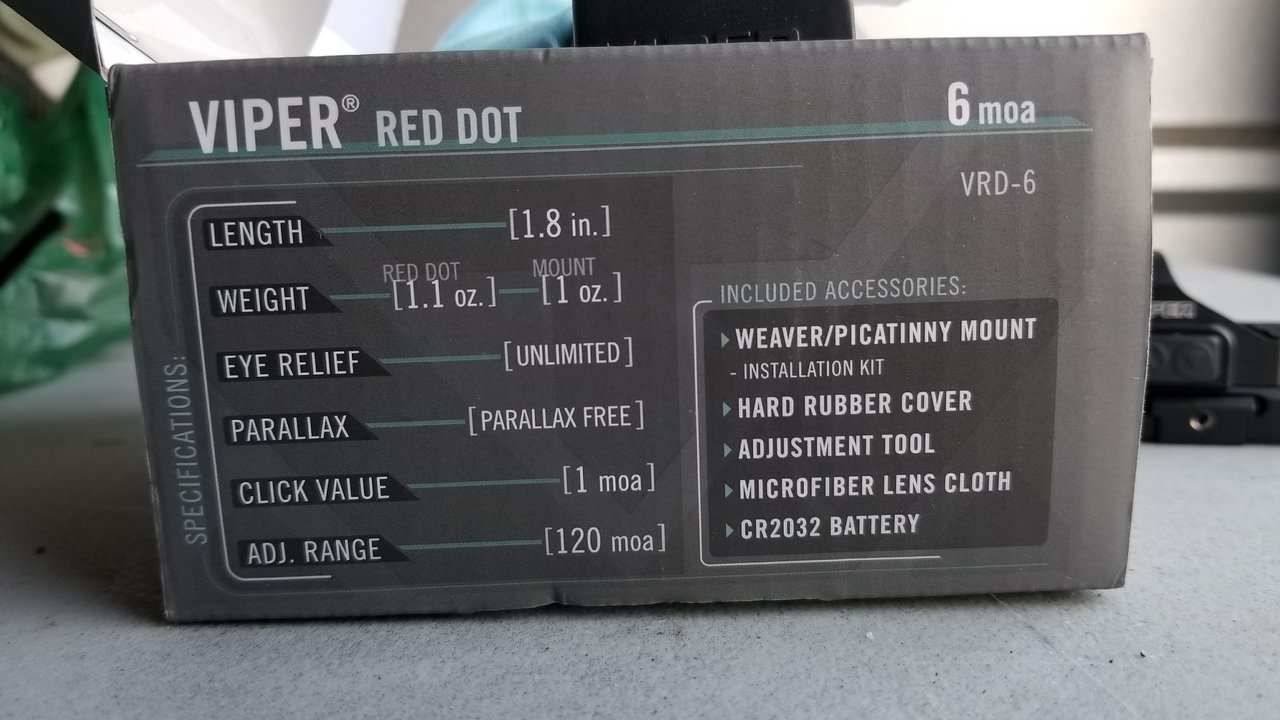 VIPER® RED DOT
6 moa
VRD-6
SPECIFICATIONS:
LENGTH [1.8 in.]
RED DOT MOUNT
WEIGHT [1.1 oz.] [1 oz.]
EYE RELIEF [UNLIMITED]
PARALLAX [PARALLAX FREE]
CLICK VALUE [1 moa]
ADJ. RANGE [120 moa]
INCLUDED ACCESSORIES:
WEAVER/PICATINNY MOUNT
- INSTALLATION KIT
HARD RUBBER COVER
ADJUSTMENT TOOL
MICROFIBER LENS CLOTH
CR2032 BATTERY